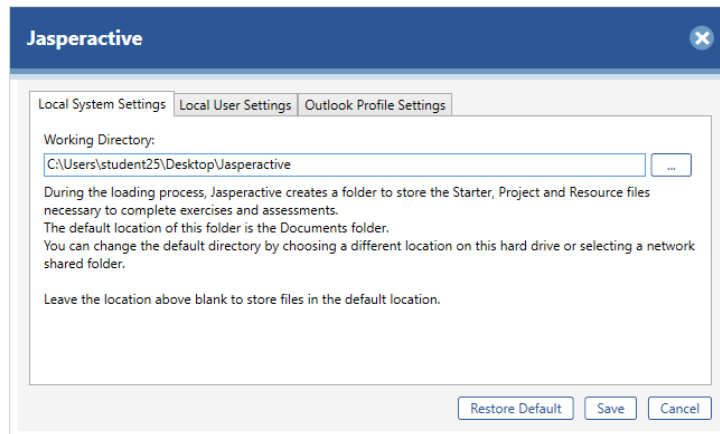 Jasperactive
Local System Settings Local User Settings Outlook Profile Settings
Working Directory:
C:\Users\student25\Desktop\Jasperactive ...
During the loading process, Jasperactive creates a folder to store the Starter, Project and Resource files
necessary to complete exercises and assessments.
The default location of this folder is the Documents folder.
You can change the default directory by choosing a different location on this hard drive or selecting a network
shared folder.
Leave the location above blank to store files in the default location.
Restore Default Save Cancel